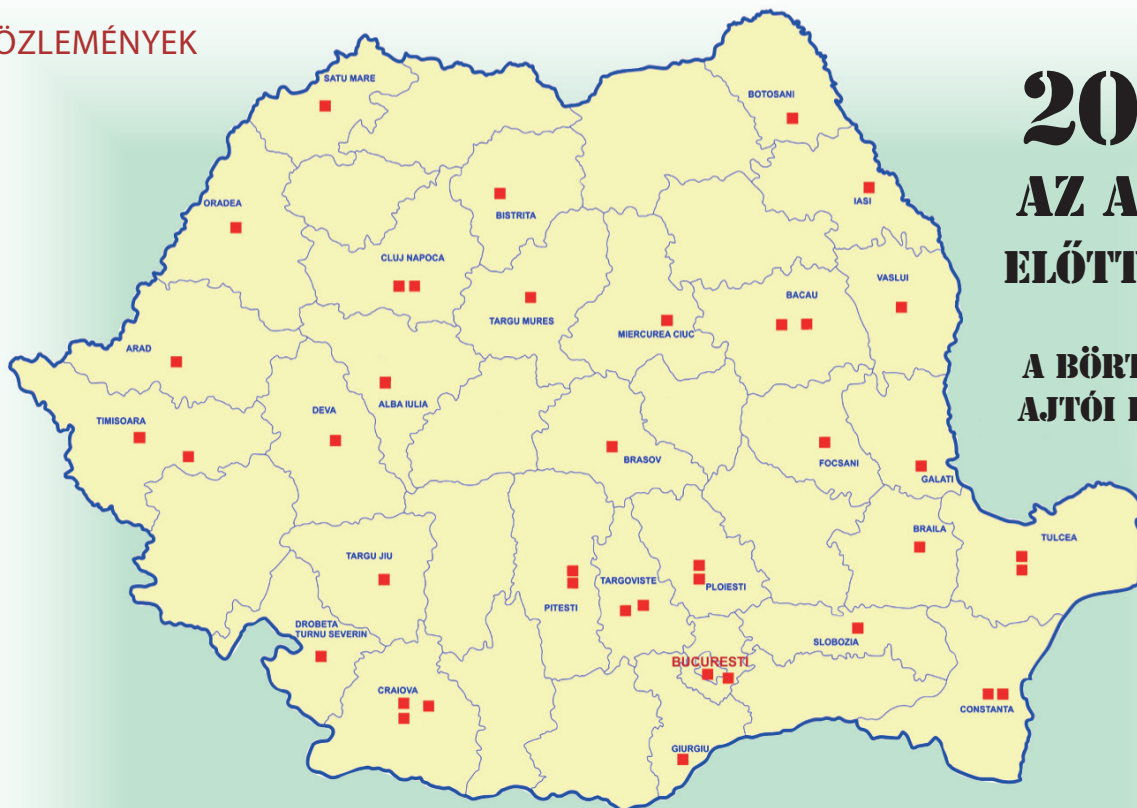 ÖZLEMÉNYEK
20
AZ A
ELŐTT
A BÖRT
AJTÓI
SATU MARE
BOTOSANI
ORADEA
BISTRITA
IASI
CLUJ NAPOCA
VASLUI
BACAU
TARGU MURES
MIERCUREA CIUC
ARAD
ALBA IULIA
DEVA
TIMISOARA
BRASOV
FOCSANI
GALATI
BRAILA
TULCEA
TARGU JIU
TARGOVISTE
PLOIESTI
PITESTI
DROBETA
TURNU SEVERIN
SLOBOZIA
BUCURESTI
CRAIOVA
CONSTANTA
GIURGIU